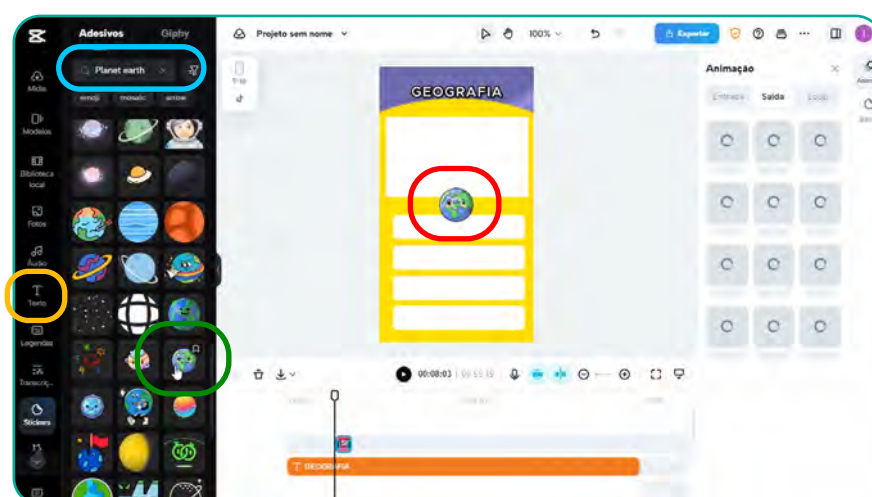 Adesivos Giphy
Projeto sem nome
100%
Exportar
Planet earth
emoji mosaic arrow
Mídia
Modelos
Biblioteca local
Fotos
Áudio
Texto
Legendas
Transcriç...
Stickers
GEOGRAFIA
Animação
Entrada Saída Loop
00:08:03
T GEOGRAFIA